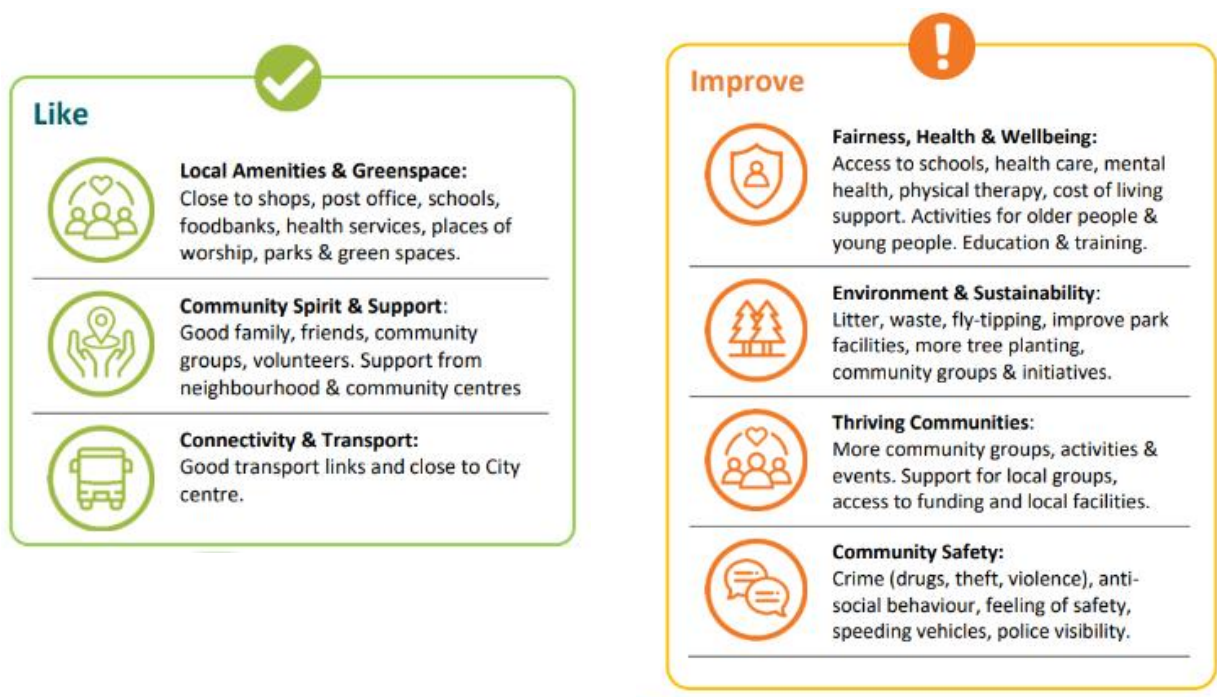 Like
Local Amenities & Greenspace:
Close to shops, post office, schools,
foodbanks, health services, places of
worship, parks & green spaces.
Community Spirit & Support:
Good family, friends, community
groups, volunteers. Support from
neighbourhood & community centres
Connectivity & Transport:
Good transport links and close to City
centre.
Improve
Fairness, Health & Wellbeing:
Access to schools, health care, mental
health, physical therapy, cost of living
support. Activities for older people &
young people. Education & training.
Environment & Sustainability:
Litter, waste, fly-tipping, improve park
facilities, more tree planting,
community groups & initiatives.
Thriving Communities:
More community groups, activities &
events. Support for local groups,
access to funding and local facilities.
Community Safety:
Crime (drugs, theft, violence), anti-
social behaviour, feeling of safety,
speeding vehicles, police visibility.